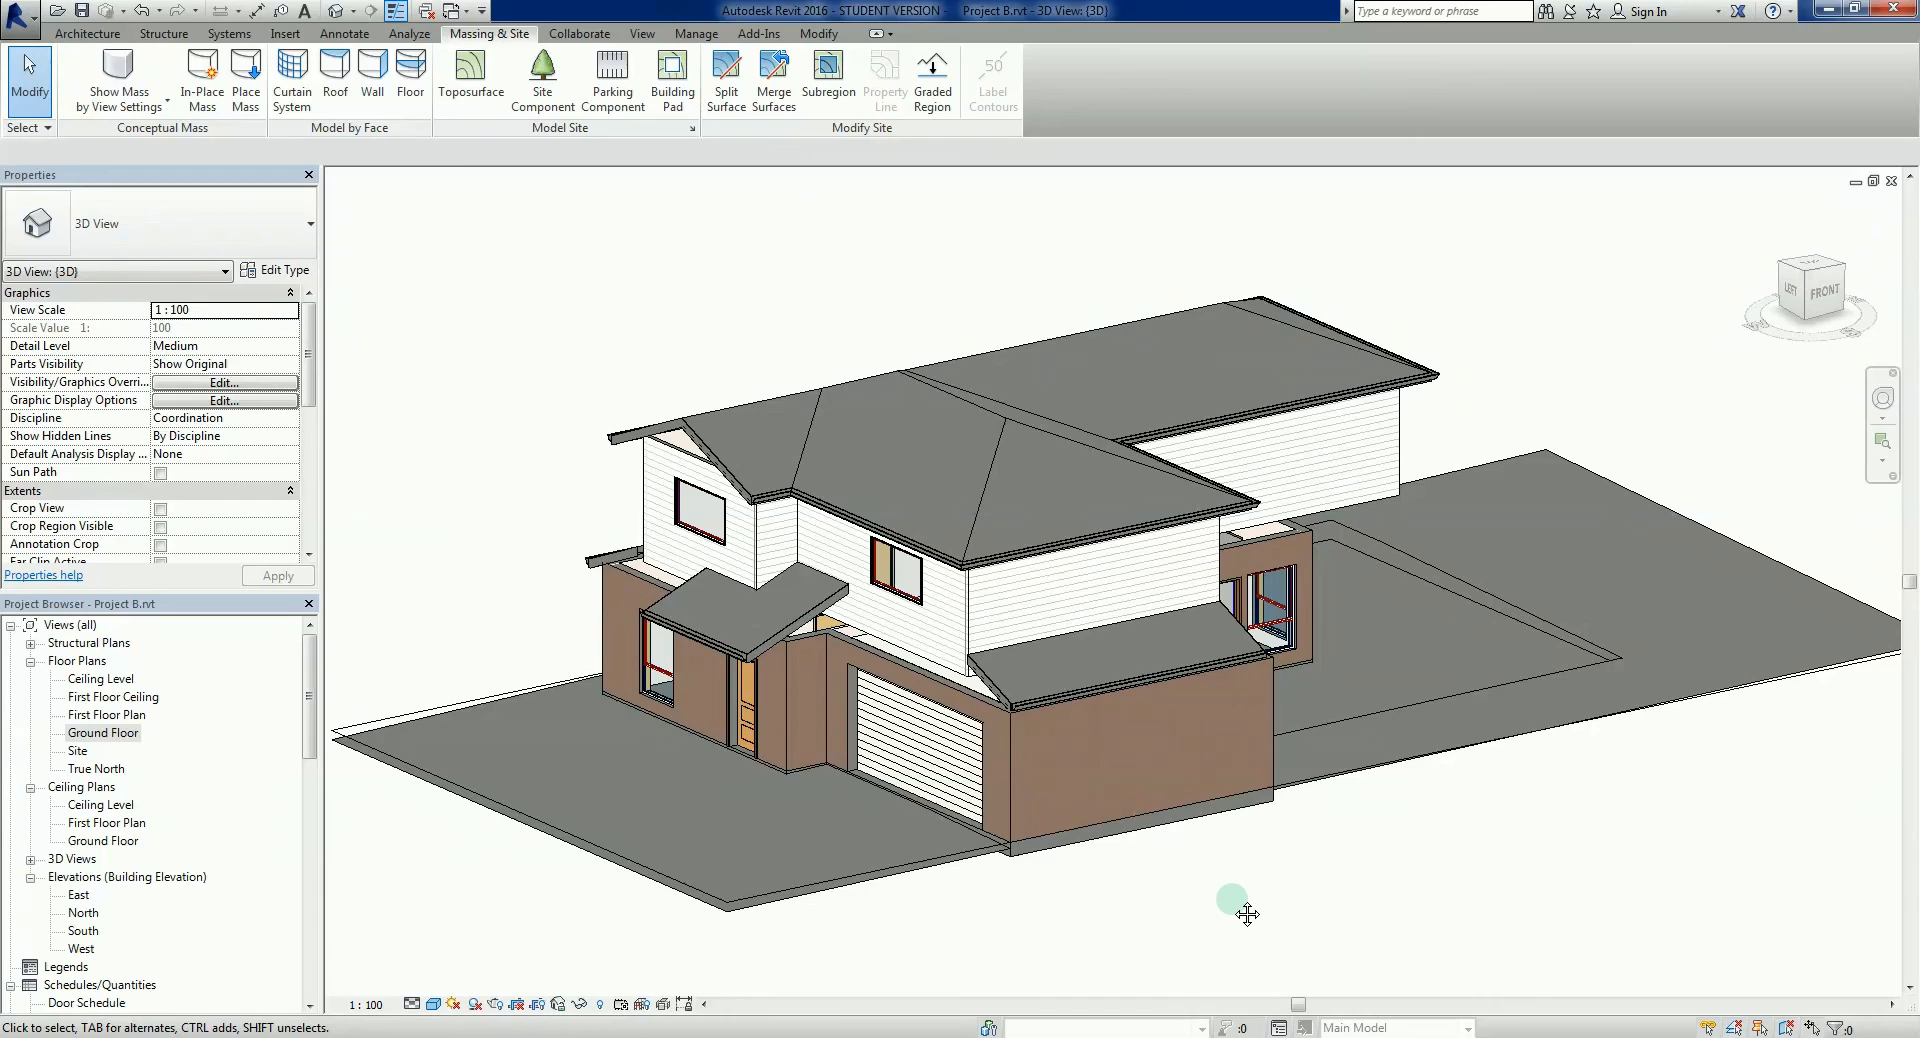 Autodesk Revit 2016 - STUDENT VERSION - Project B.rvt - 3D View: {3D}
Type a keyword or phrase
Sign In
Architecture Structure Systems Insert Annotate Analyze Massing & Site Collaborate View Manage Add-Ins Modify
Modify
Show Mass
by View Settings
In-Place
Mass
Place
Mass
Curtain
System
Roof
Wall
Floor
Toposurface
Site
Component
Parking
Component
Building
Pad
Split
Surface
Merge
Surfaces
Subregion
Property
Line
Graded
Region
50
Label
Contours
Select
Conceptual Mass
Model by Face
Model Site
Modify Site
Properties
3D View
3D View: {3D}
Edit Type
Graphics
View Scale 1 : 100
Scale Value 1: 100
Detail Level Medium
Parts Visibility Show Original
Visibility/Graphics Overri... Edit...
Graphic Display Options Edit...
Discipline Coordination
Show Hidden Lines By Discipline
Default Analysis Display ... None
Sun Path
Extents
Crop View
Crop Region Visible
Annotation Crop
Far Clip Active
Properties help
Apply
Project Browser - Project B.rvt
Views (all)
Structural Plans
Floor Plans
Ceiling Level
First Floor Ceiling
First Floor Plan
Ground Floor
Site
True North
Ceiling Plans
Ceiling Level
First Floor Plan
Ground Floor
3D Views
Elevations (Building Elevation)
East
North
South
West
Legends
Schedules/Quantities
Door Schedule
LEFT
FRONT
1 : 100
Click to select, TAB for alternates, CTRL adds, SHIFT unselects.
:0
Main Model
:0